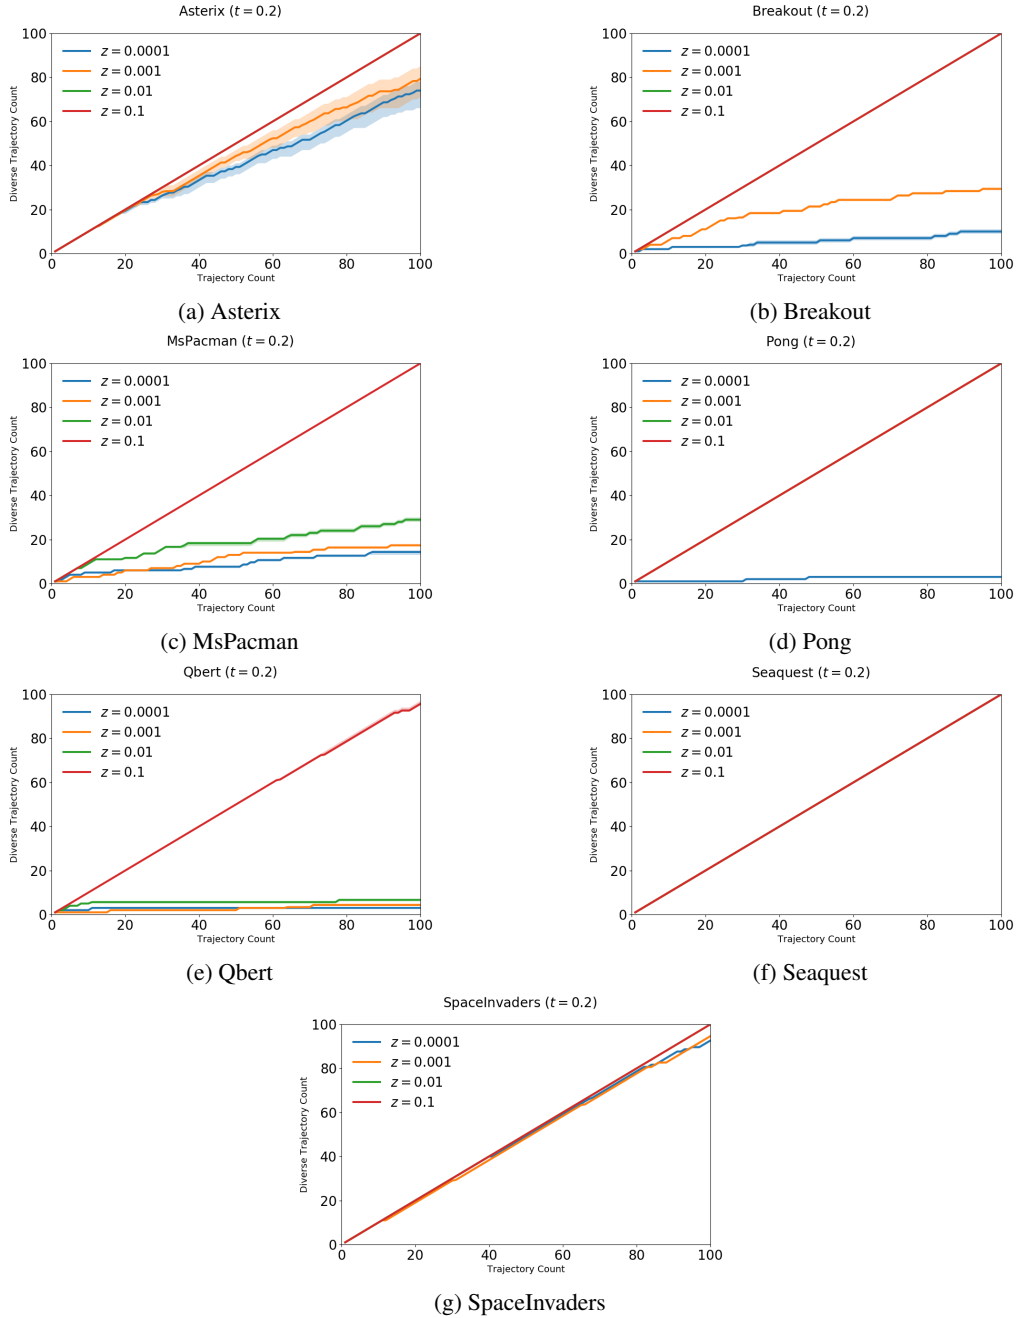 Asterix (t = 0.2)
Diverse Trajectory Count
100
80
60
40
20
0
z = 0.0001
z = 0.001
z = 0.01
z = 0.1
0 20 40 60 80 100
Trajectory Count
(a) Asterix
Breakout (t = 0.2)
Diverse Trajectory Count
100
80
60
40
20
0
z = 0.0001
z = 0.001
z = 0.01
z = 0.1
0 20 40 60 80 100
Trajectory Count
(b) Breakout
MsPacman (t = 0.2)
Diverse Trajectory Count
100
80
60
40
20
0
z = 0.0001
z = 0.001
z = 0.01
z = 0.1
0 20 40 60 80 100
Trajectory Count
(c) MsPacman
Pong (t = 0.2)
Diverse Trajectory Count
100
80
60
40
20
0
z = 0.0001
z = 0.001
z = 0.01
z = 0.1
0 20 40 60 80 100
Trajectory Count
(d) Pong
Qbert (t = 0.2)
Diverse Trajectory Count
100
80
60
40
20
0
z = 0.0001
z = 0.001
z = 0.01
z = 0.1
0 20 40 60 80 100
Trajectory Count
(e) Qbert
Seaquest (t = 0.2)
Diverse Trajectory Count
100
80
60
40
20
0
z = 0.0001
z = 0.001
z = 0.01
z = 0.1
0 20 40 60 80 100
Trajectory Count
(f) Seaquest
SpaceInvaders (t = 0.2)
Diverse Trajectory Count
100
80
60
40
20
0
z = 0.0001
z = 0.001
z = 0.01
z = 0.1
0 20 40 60 80 100
Trajectory Count
(g) SpaceInvaders